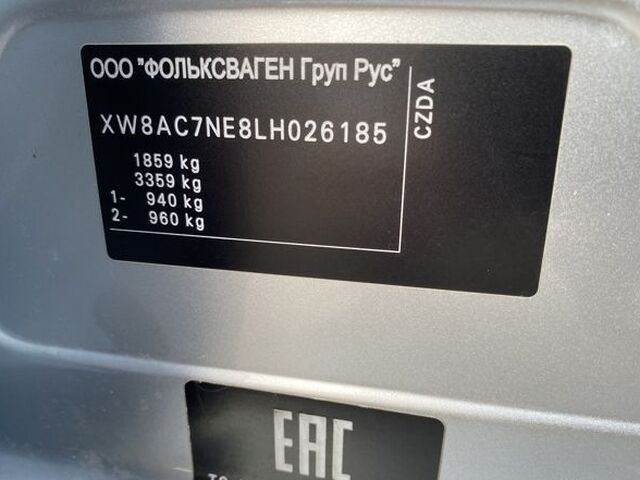 ООО "ФОЛЬКСВАГЕН Груп Рус"
XW8AC7NE8LH026185
CZDA
1859 kg
3359 kg
1- 940 kg
2- 960 kg
EAC